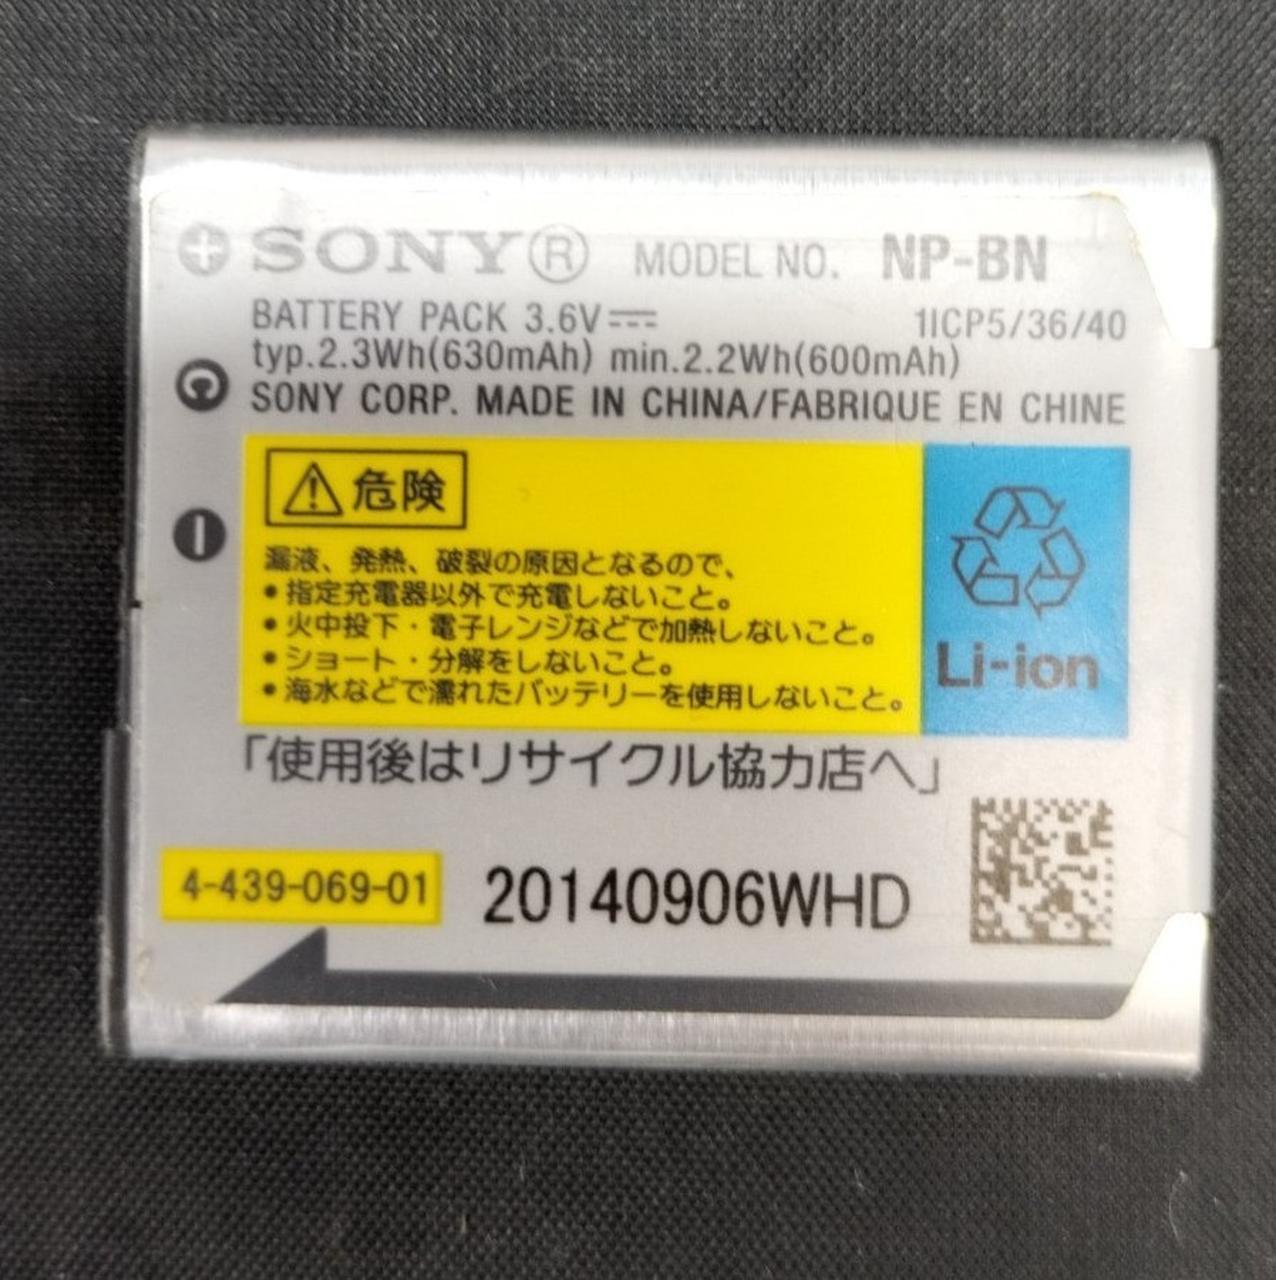 + SONY® MODEL NO. NP-BN
BATTERY PACK 3.6V⎓ 1ICP5/36/40
typ.2.3Wh(630mAh) min.2.2Wh(600mAh)
C SONY CORP. MADE IN CHINA/FABRIQUE EN CHINE
⚠危険
漏液、発熱、破裂の原因となるので、
•指定充電器以外で充電しないこと。
•火中投下・電子レンジなどで加熱しないこと。
•ショート・分解をしないこと。
•海水などで濡れたバッテリーを使用しないこと。
Li-ion
「使用後はリサイクル協力店へ」
4-439-069-01 20140906WHD